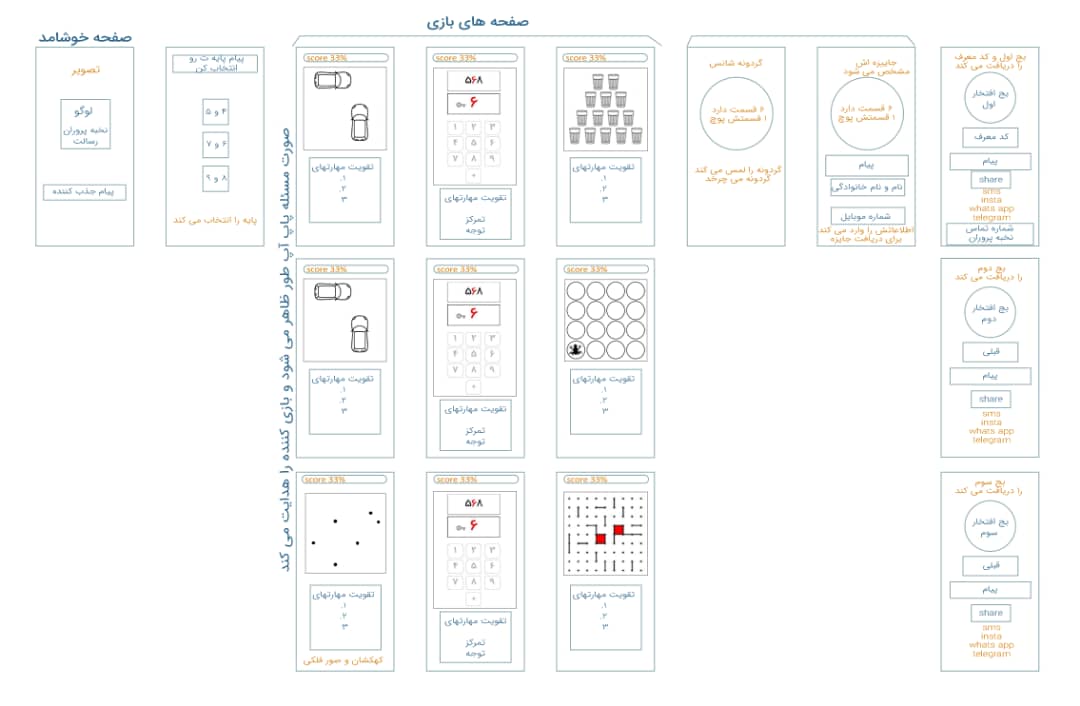 صفحه های بازی
صفحه خوشامد
تصویر
لوگو
نخبه پروران
رسالت
پیام جذب کننده
پیام پایه ت رو
انتخاب کن
۴ و ۵
۶ و ۷
۸ و ۹
پایه را انتخاب می کند
صورت مسئله پاپ آپ طور ظاهر می شود و بازی کننده را هدایت می کند
score 33%
تقویت مهارتهای
۱.
۲.
۳
score 33%
۵۶۸
۶
۱ ۲ ۳
۴ ۵ ۶
۷ ۸ ۹
۰
تقویت مهارتهای
تمرکز
توجه
score 33%
تقویت مهارتهای
۱.
۲.
۳
گردونه شانس
۶ قسمت دارد
۱ قسمتش پوچ
گردونه را لمس می کند
گردونه می چرخد
جاییزه اش
مشخص می شود
۶ قسمت دارد
۱ قسمتش پوچ
پیام
نام و نام خانوادگی
شماره موبایل
اطلاعاتش را وارد می کند
برای دریافت جایزه
بج اول و کد معرف
را دریافت می کند
بج افتخار
اول
کد معرف
پیام
share
sms
insta
whats app
telegram
شماره تماس
نخبه پروران
score 33%
تقویت مهارتهای
۱.
۲.
۳
score 33%
۵۶۸
۶
۱ ۲ ۳
۴ ۵ ۶
۷ ۸ ۹
۰
تقویت مهارتهای
تمرکز
توجه
score 33%
تقویت مهارتهای
۱.
۲.
۳
بج دوم
را دریافت می کند
بج افتخار
دوم
قبلی
پیام
share
sms
insta
whats app
telegram
score 33%
تقویت مهارتهای
۱.
۲.
۳
کهکشان و صور فلکی
score 33%
۵۶۸
۶
۱ ۲ ۳
۴ ۵ ۶
۷ ۸ ۹
۰
تقویت مهارتهای
تمرکز
توجه
score 33%
تقویت مهارتهای
۱.
۲.
۳
بج سوم
را دریافت می کند
بج افتخار
سوم
قبلی
پیام
share
sms
insta
whats app
telegram